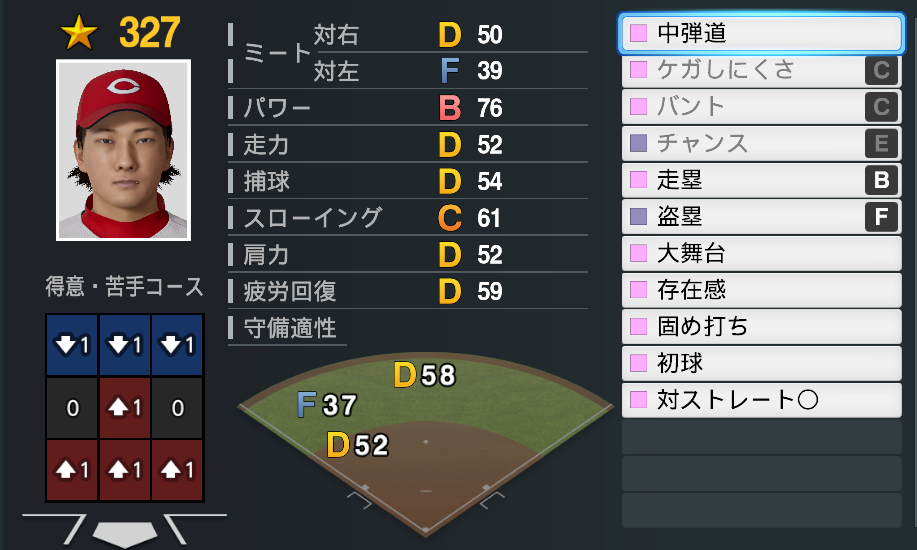 327
ミート 対右 D 50
対左 F 39
パワー B 76
走力 D 52
捕球 D 54
スローイング C 61
肩力 D 52
疲労回復 D 59
守備適性
D 58
F 37
D 52
得意・苦手コース
1 1 1
0 1 0
1 1 1
中弾道
ケガしにくさ C
バント C
チャンス E
走塁 B
盗塁 F
大舞台
存在感
固め打ち
初球
対ストレート〇
C